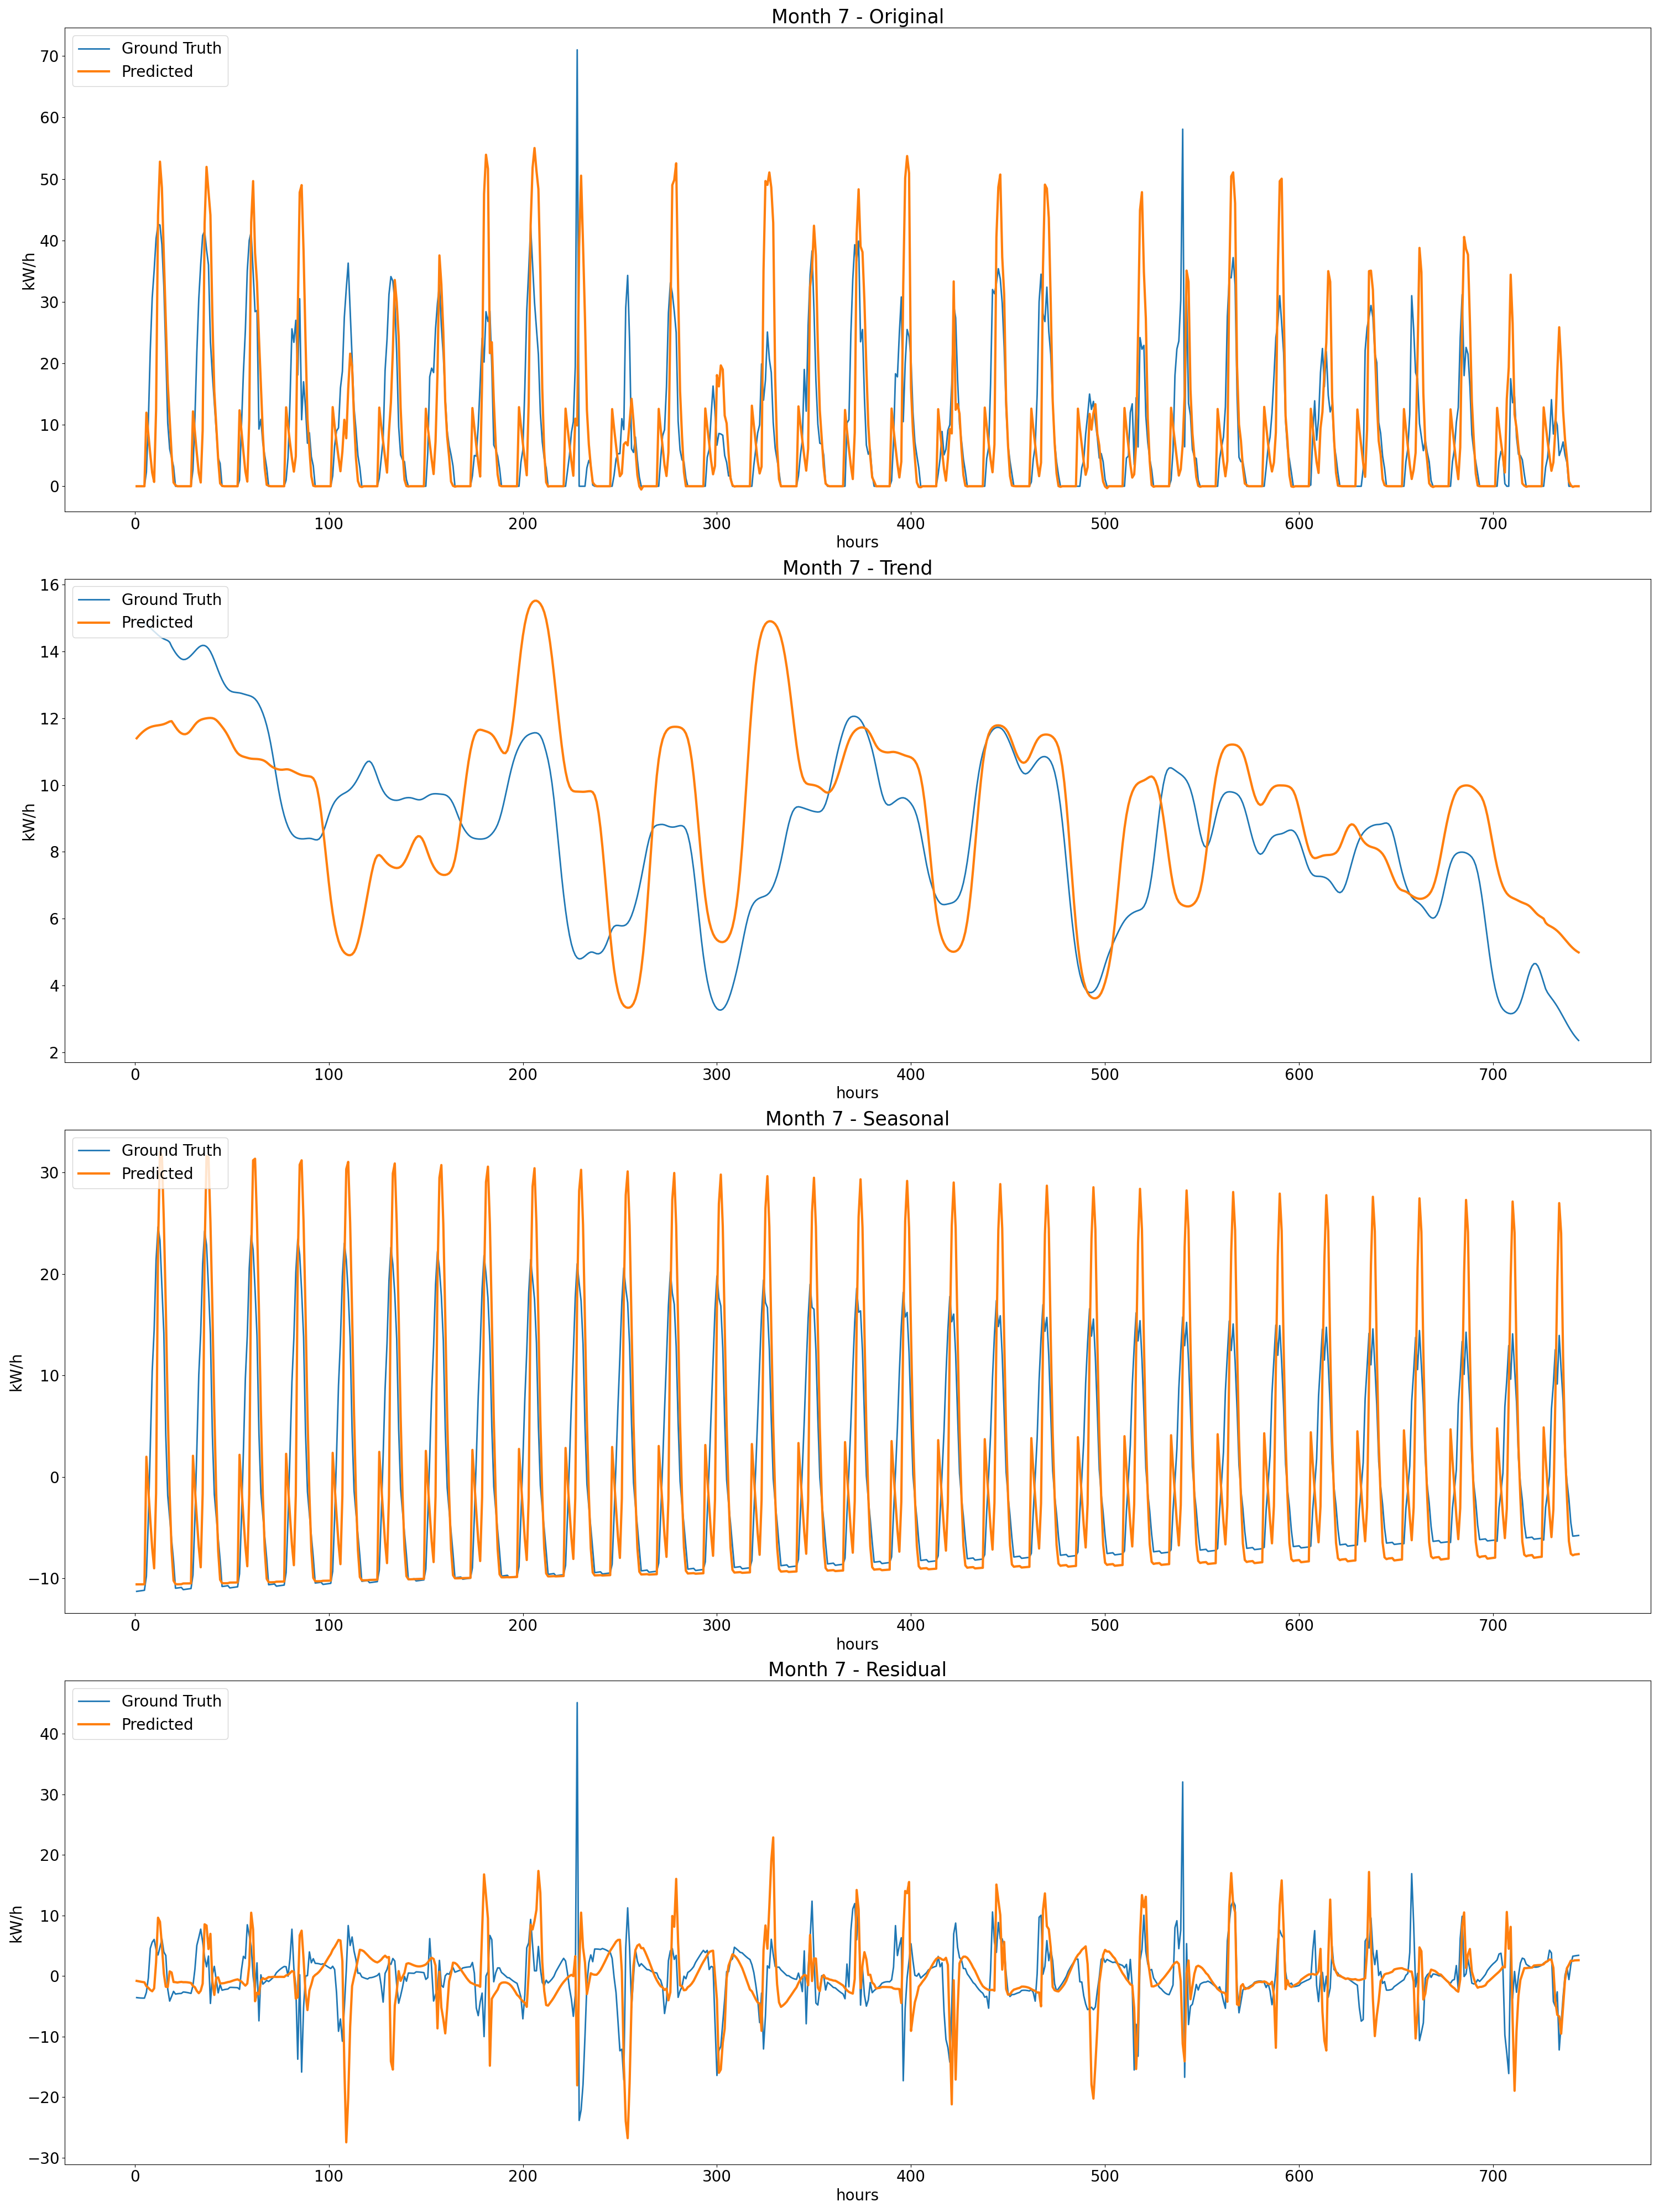 Month 7 - Original
Ground Truth
Predicted
70
60
50
40
30
20
10
0
kW/h
0 100 200 300 400 500 600 700
hours
Month 7 - Trend
Ground Truth
Predicted
16
14
12
10
8
6
4
2
kW/h
0 100 200 300 400 500 600 700
hours
Month 7 - Seasonal
Ground Truth
Predicted
30
20
10
0
−10
kW/h
0 100 200 300 400 500 600 700
hours
Month 7 - Residual
Ground Truth
Predicted
40
30
20
10
0
−10
−20
−30
kW/h
0 100 200 300 400 500 600 700
hours